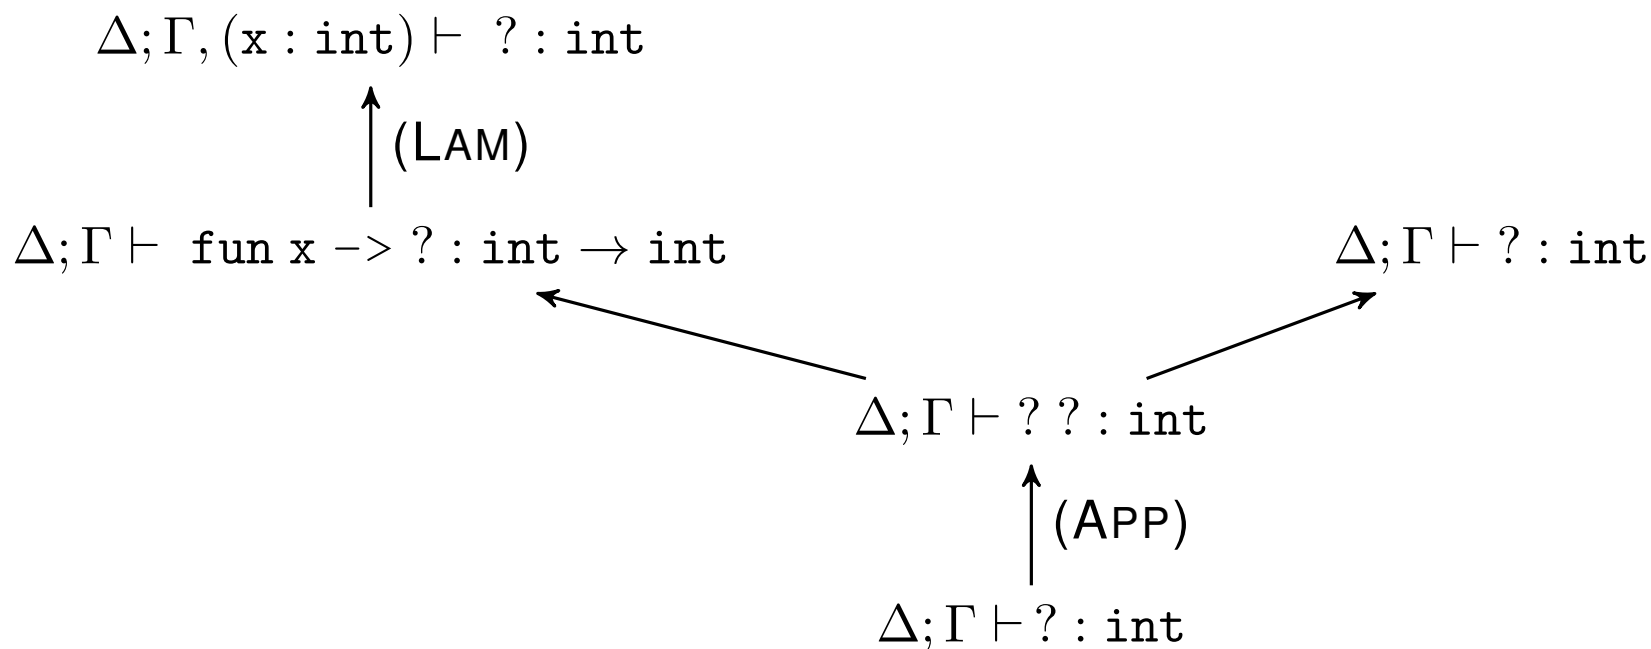 Δ; Γ, (x : int) ⊢ ? : int
(LAM)
Δ; Γ ⊢ fun x -> ? : int → int
Δ; Γ ⊢ ? : int
Δ; Γ ⊢ ? ? : int
(APP)
Δ; Γ ⊢ ? : int